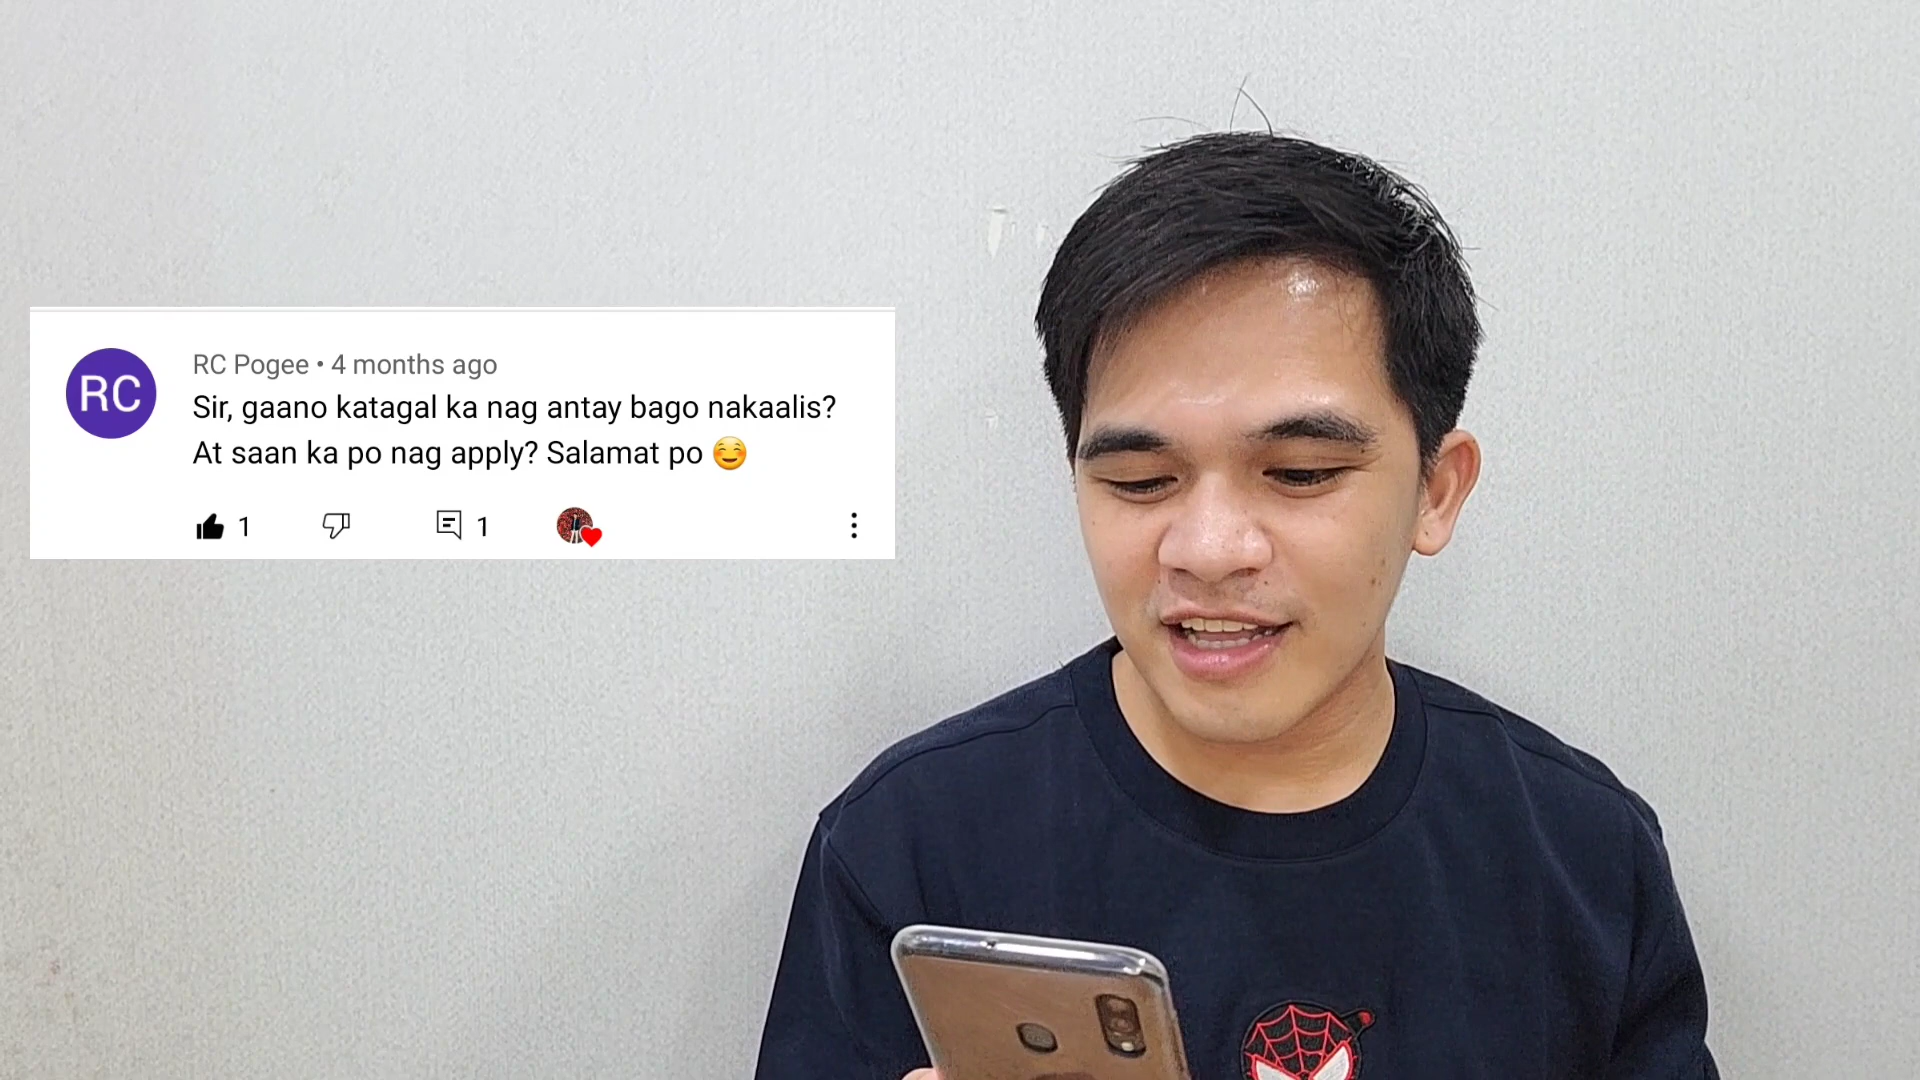 RC
RC Pogee • 4 months ago
Sir, gaano katagal ka nag antay bago nakaalis?
At saan ka po nag apply? Salamat po ☺️
1
1